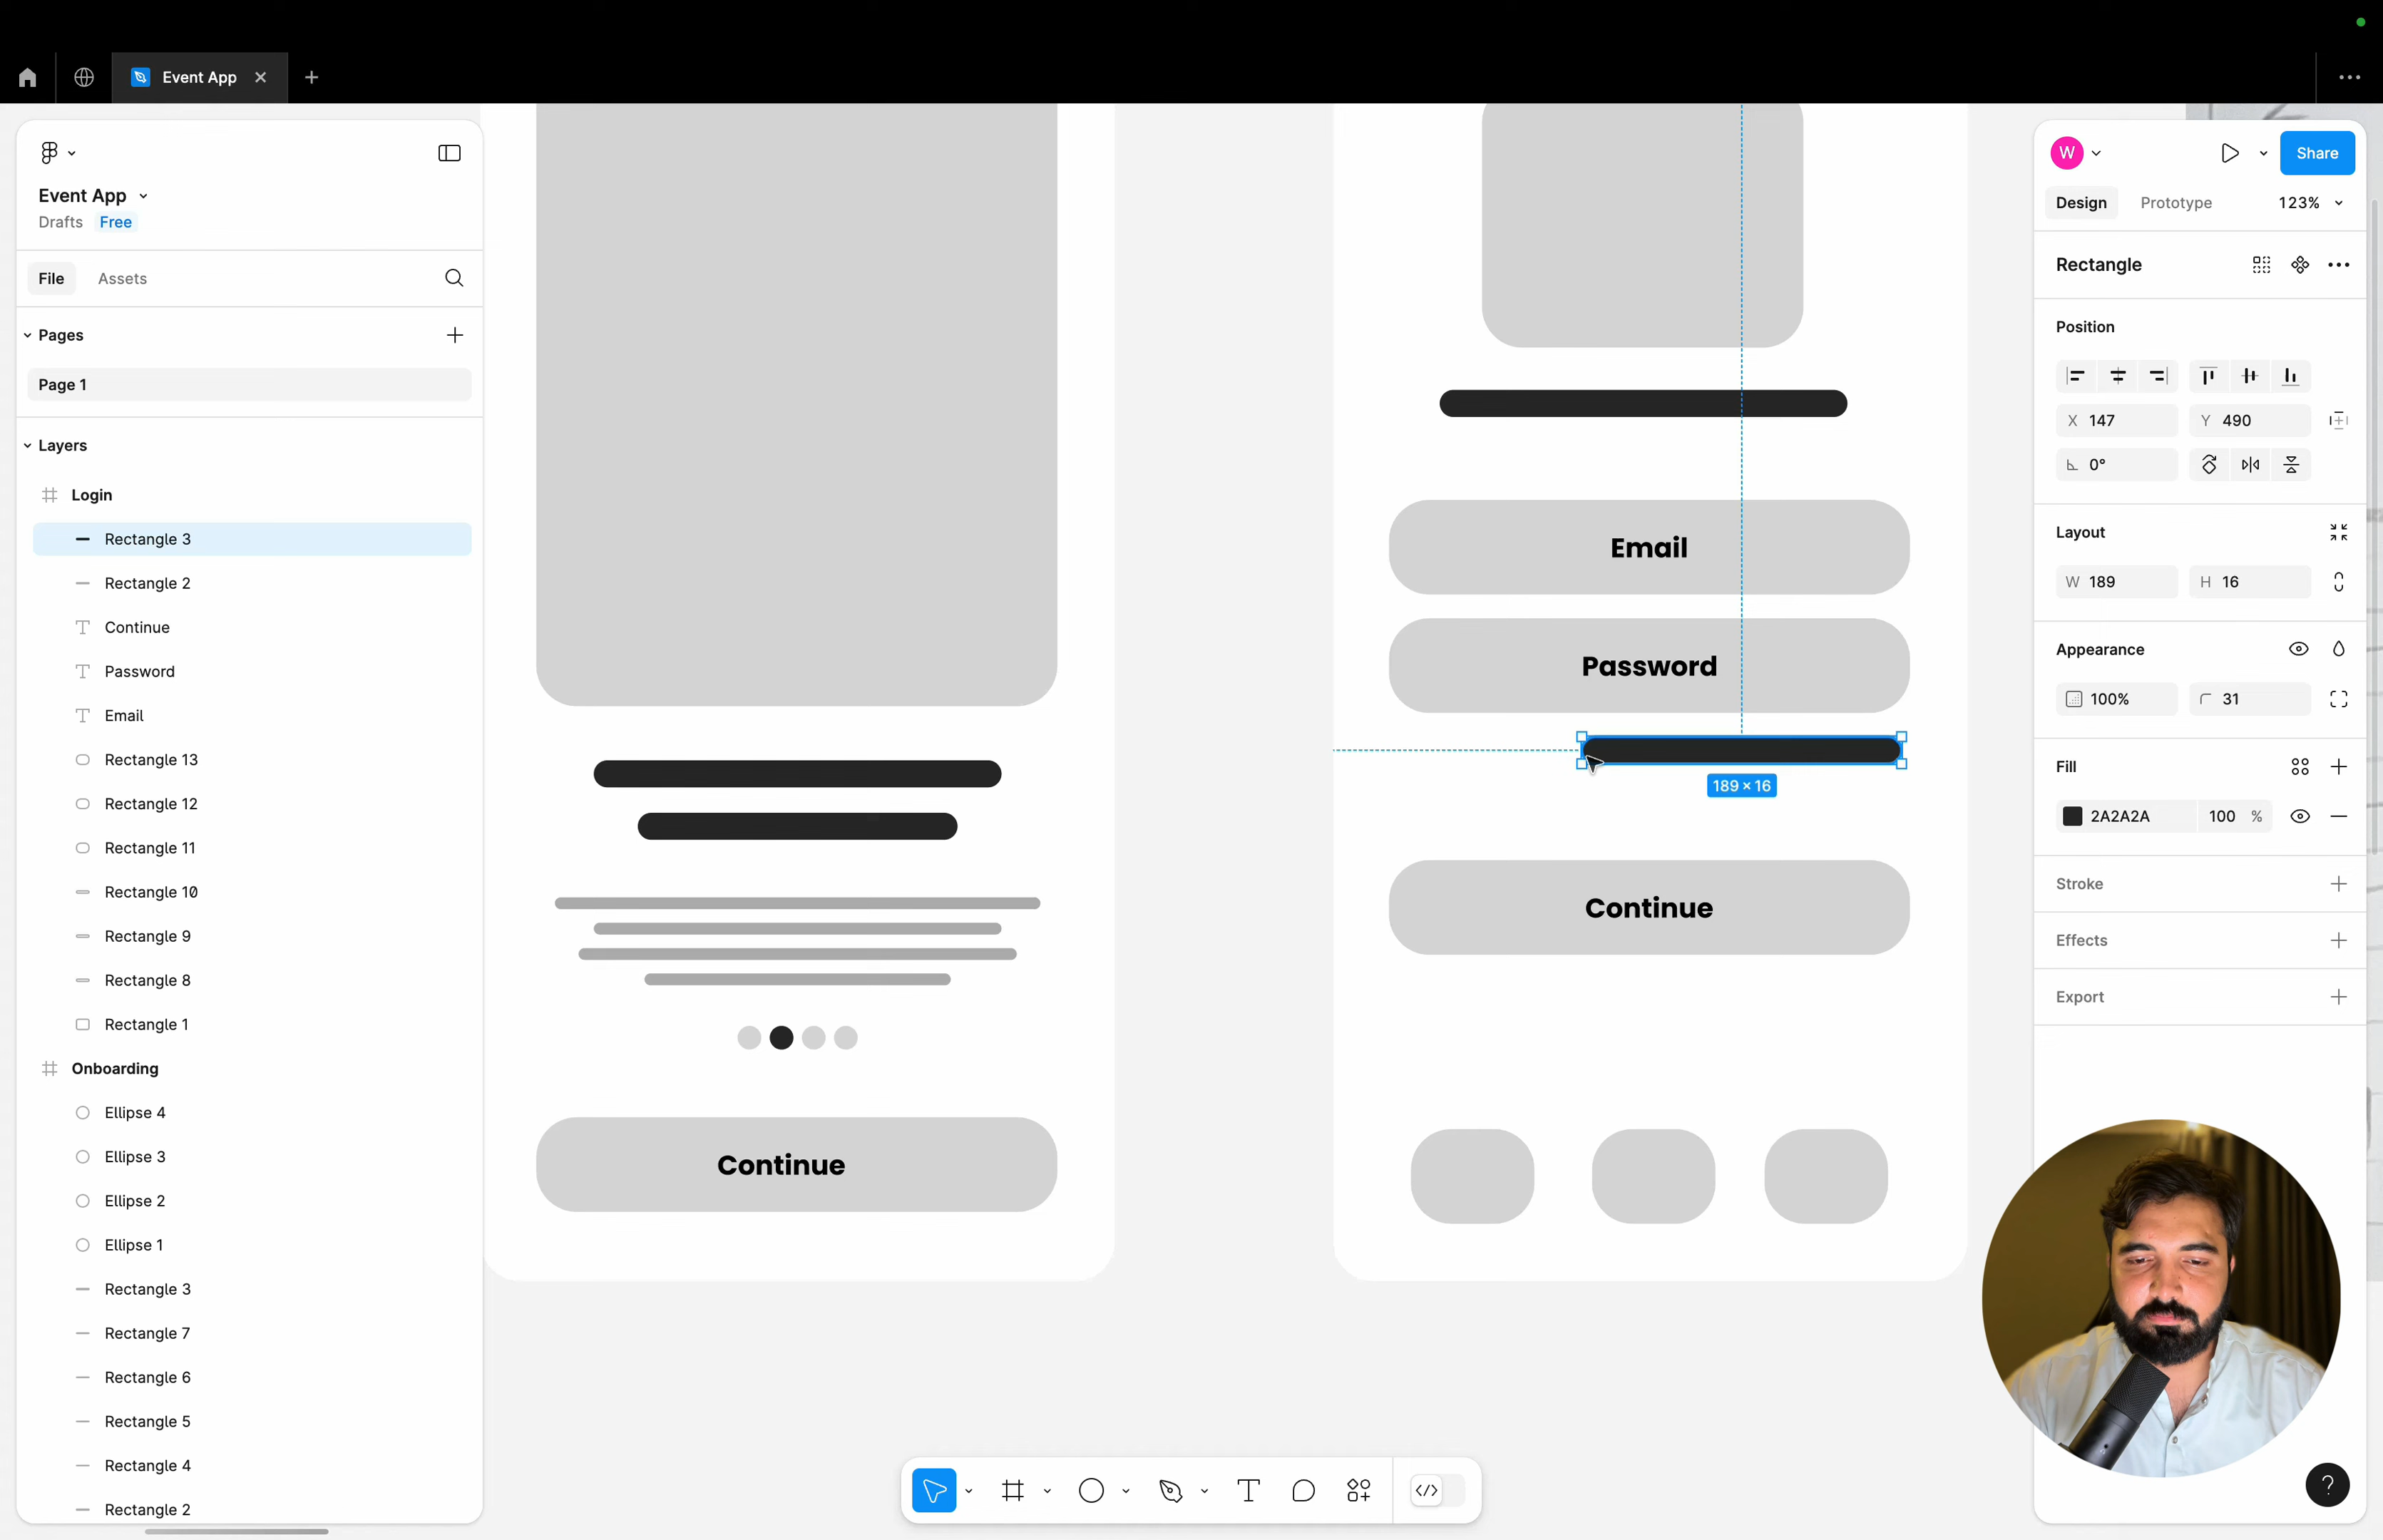 Event App
Event App
Drafts Free
File Assets
Pages
Page 1
Layers
Login
Rectangle 3
Rectangle 2
Continue
Password
Email
Rectangle 13
Rectangle 12
Rectangle 11
Rectangle 10
Rectangle 9
Rectangle 8
Rectangle 1
Onboarding
Ellipse 4
Ellipse 3
Ellipse 2
Ellipse 1
Rectangle 3
Rectangle 7
Rectangle 6
Rectangle 5
Rectangle 4
Rectangle 2
Continue
Email
Password
189 × 16
Continue
W Share
Design Prototype 123%
Rectangle
Position
X 147 Y 490
0°
Layout
W 189 H 16
Appearance
100% 31
Fill
2A2A2A 100 %
Stroke
Effects
Export
?